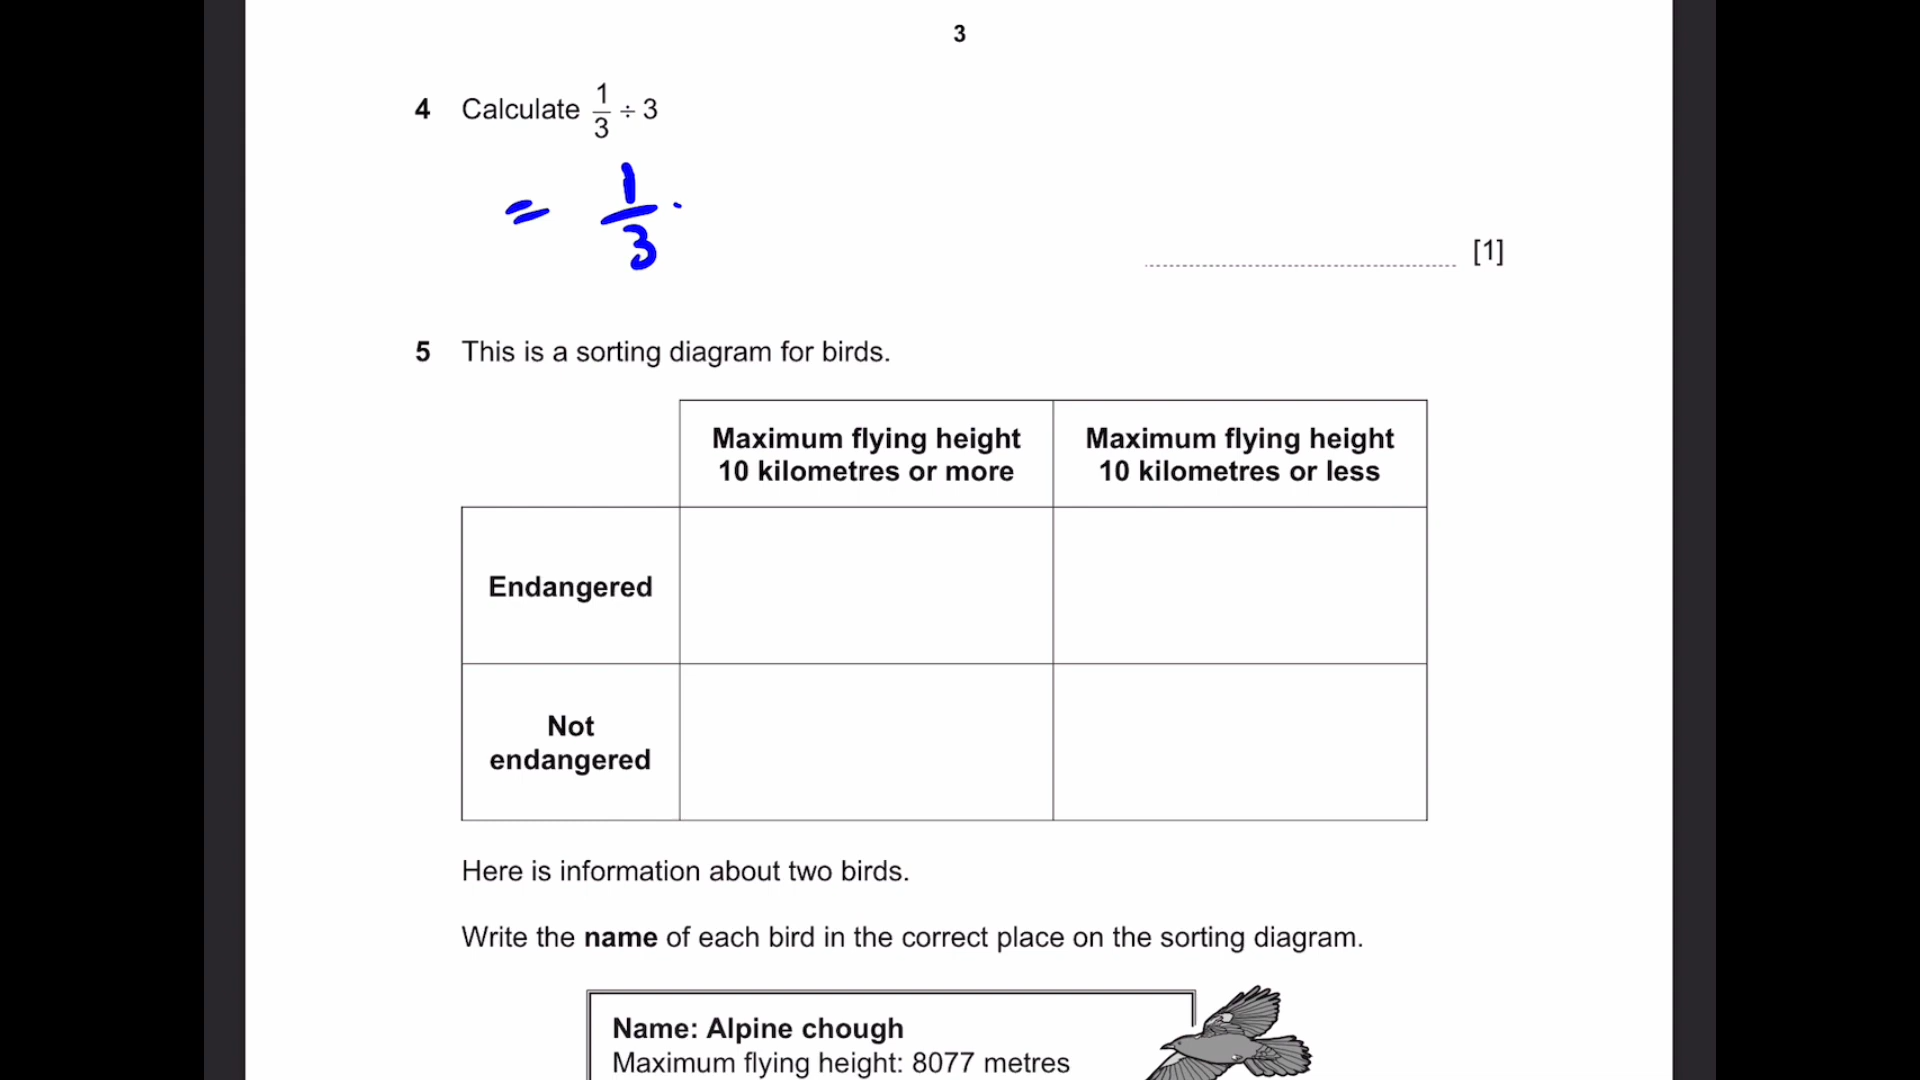 3
4 Calculate 1/3 ÷ 3
= 1/3 ·
[1]
5 This is a sorting diagram for birds.
Maximum flying height
10 kilometres or more
Maximum flying height
10 kilometres or less
Endangered
Not
endangered
Here is information about two birds.
Write the name of each bird in the correct place on the sorting diagram.
Name: Alpine chough
Maximum flying height: 8077 metres